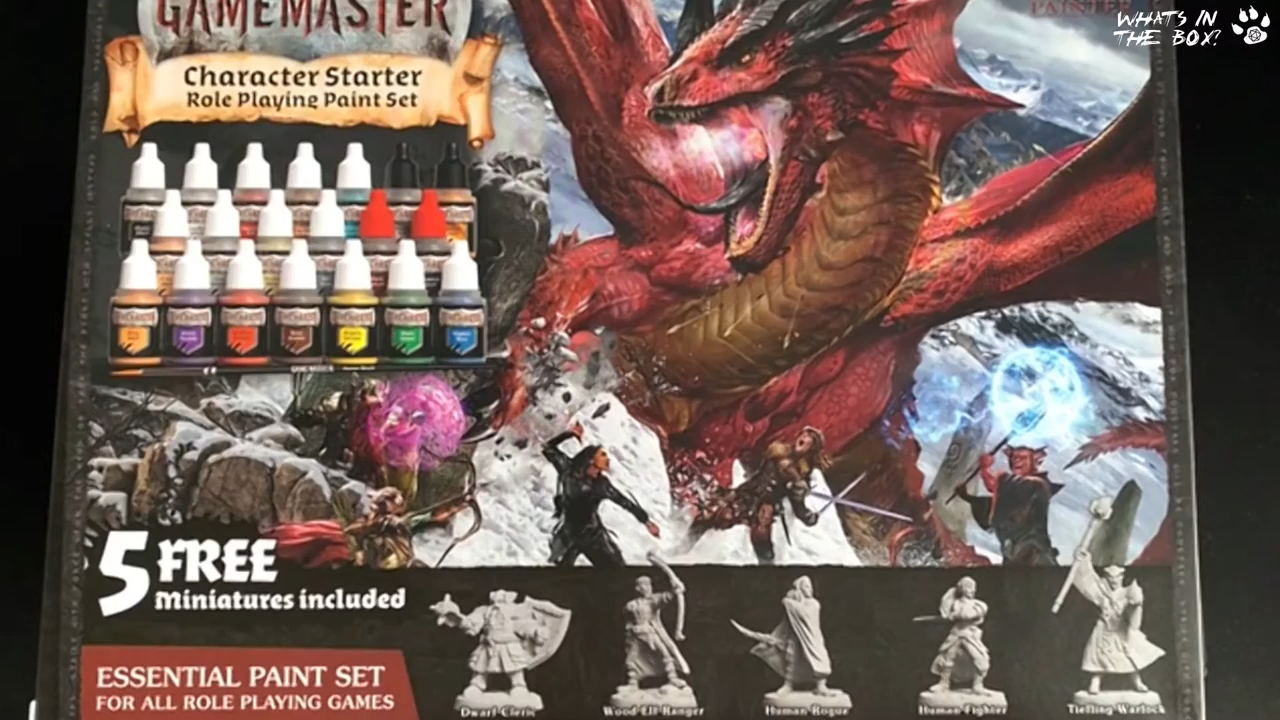 GAMEMASTER
WHATS IN
THE BOX?
Character Starter
Role Playing Paint Set
5 FREE
Miniatures included
ESSENTIAL PAINT SET
FOR ALL ROLE PLAYING GAMES
Dwarf Cleric
Wood Elf Ranger
Human Rogue
Human Fighter
Tiefling Warlock